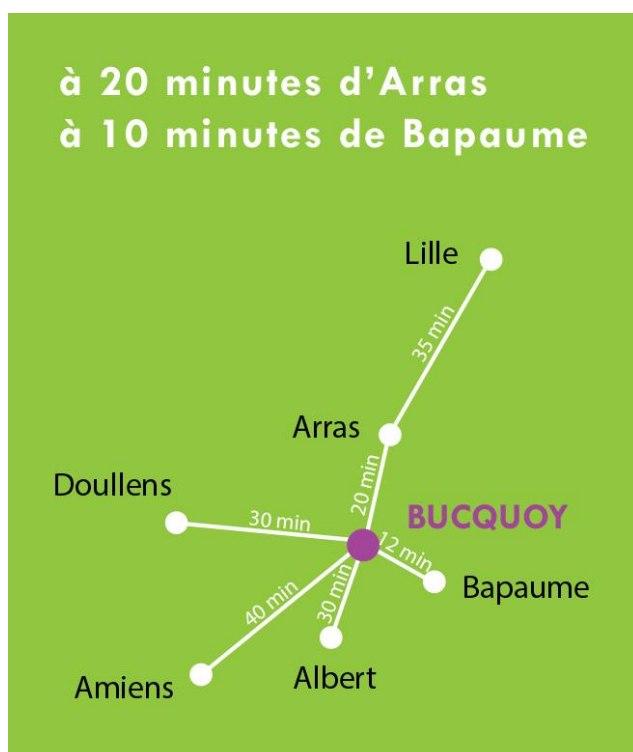 à 20 minutes d'Arras
à 10 minutes de Bapaume
Lille
35 min
Arras
20 min
Doullens
30 min
BUCQUOY
12 min
Bapaume
40 min
30 min
Amiens
Albert